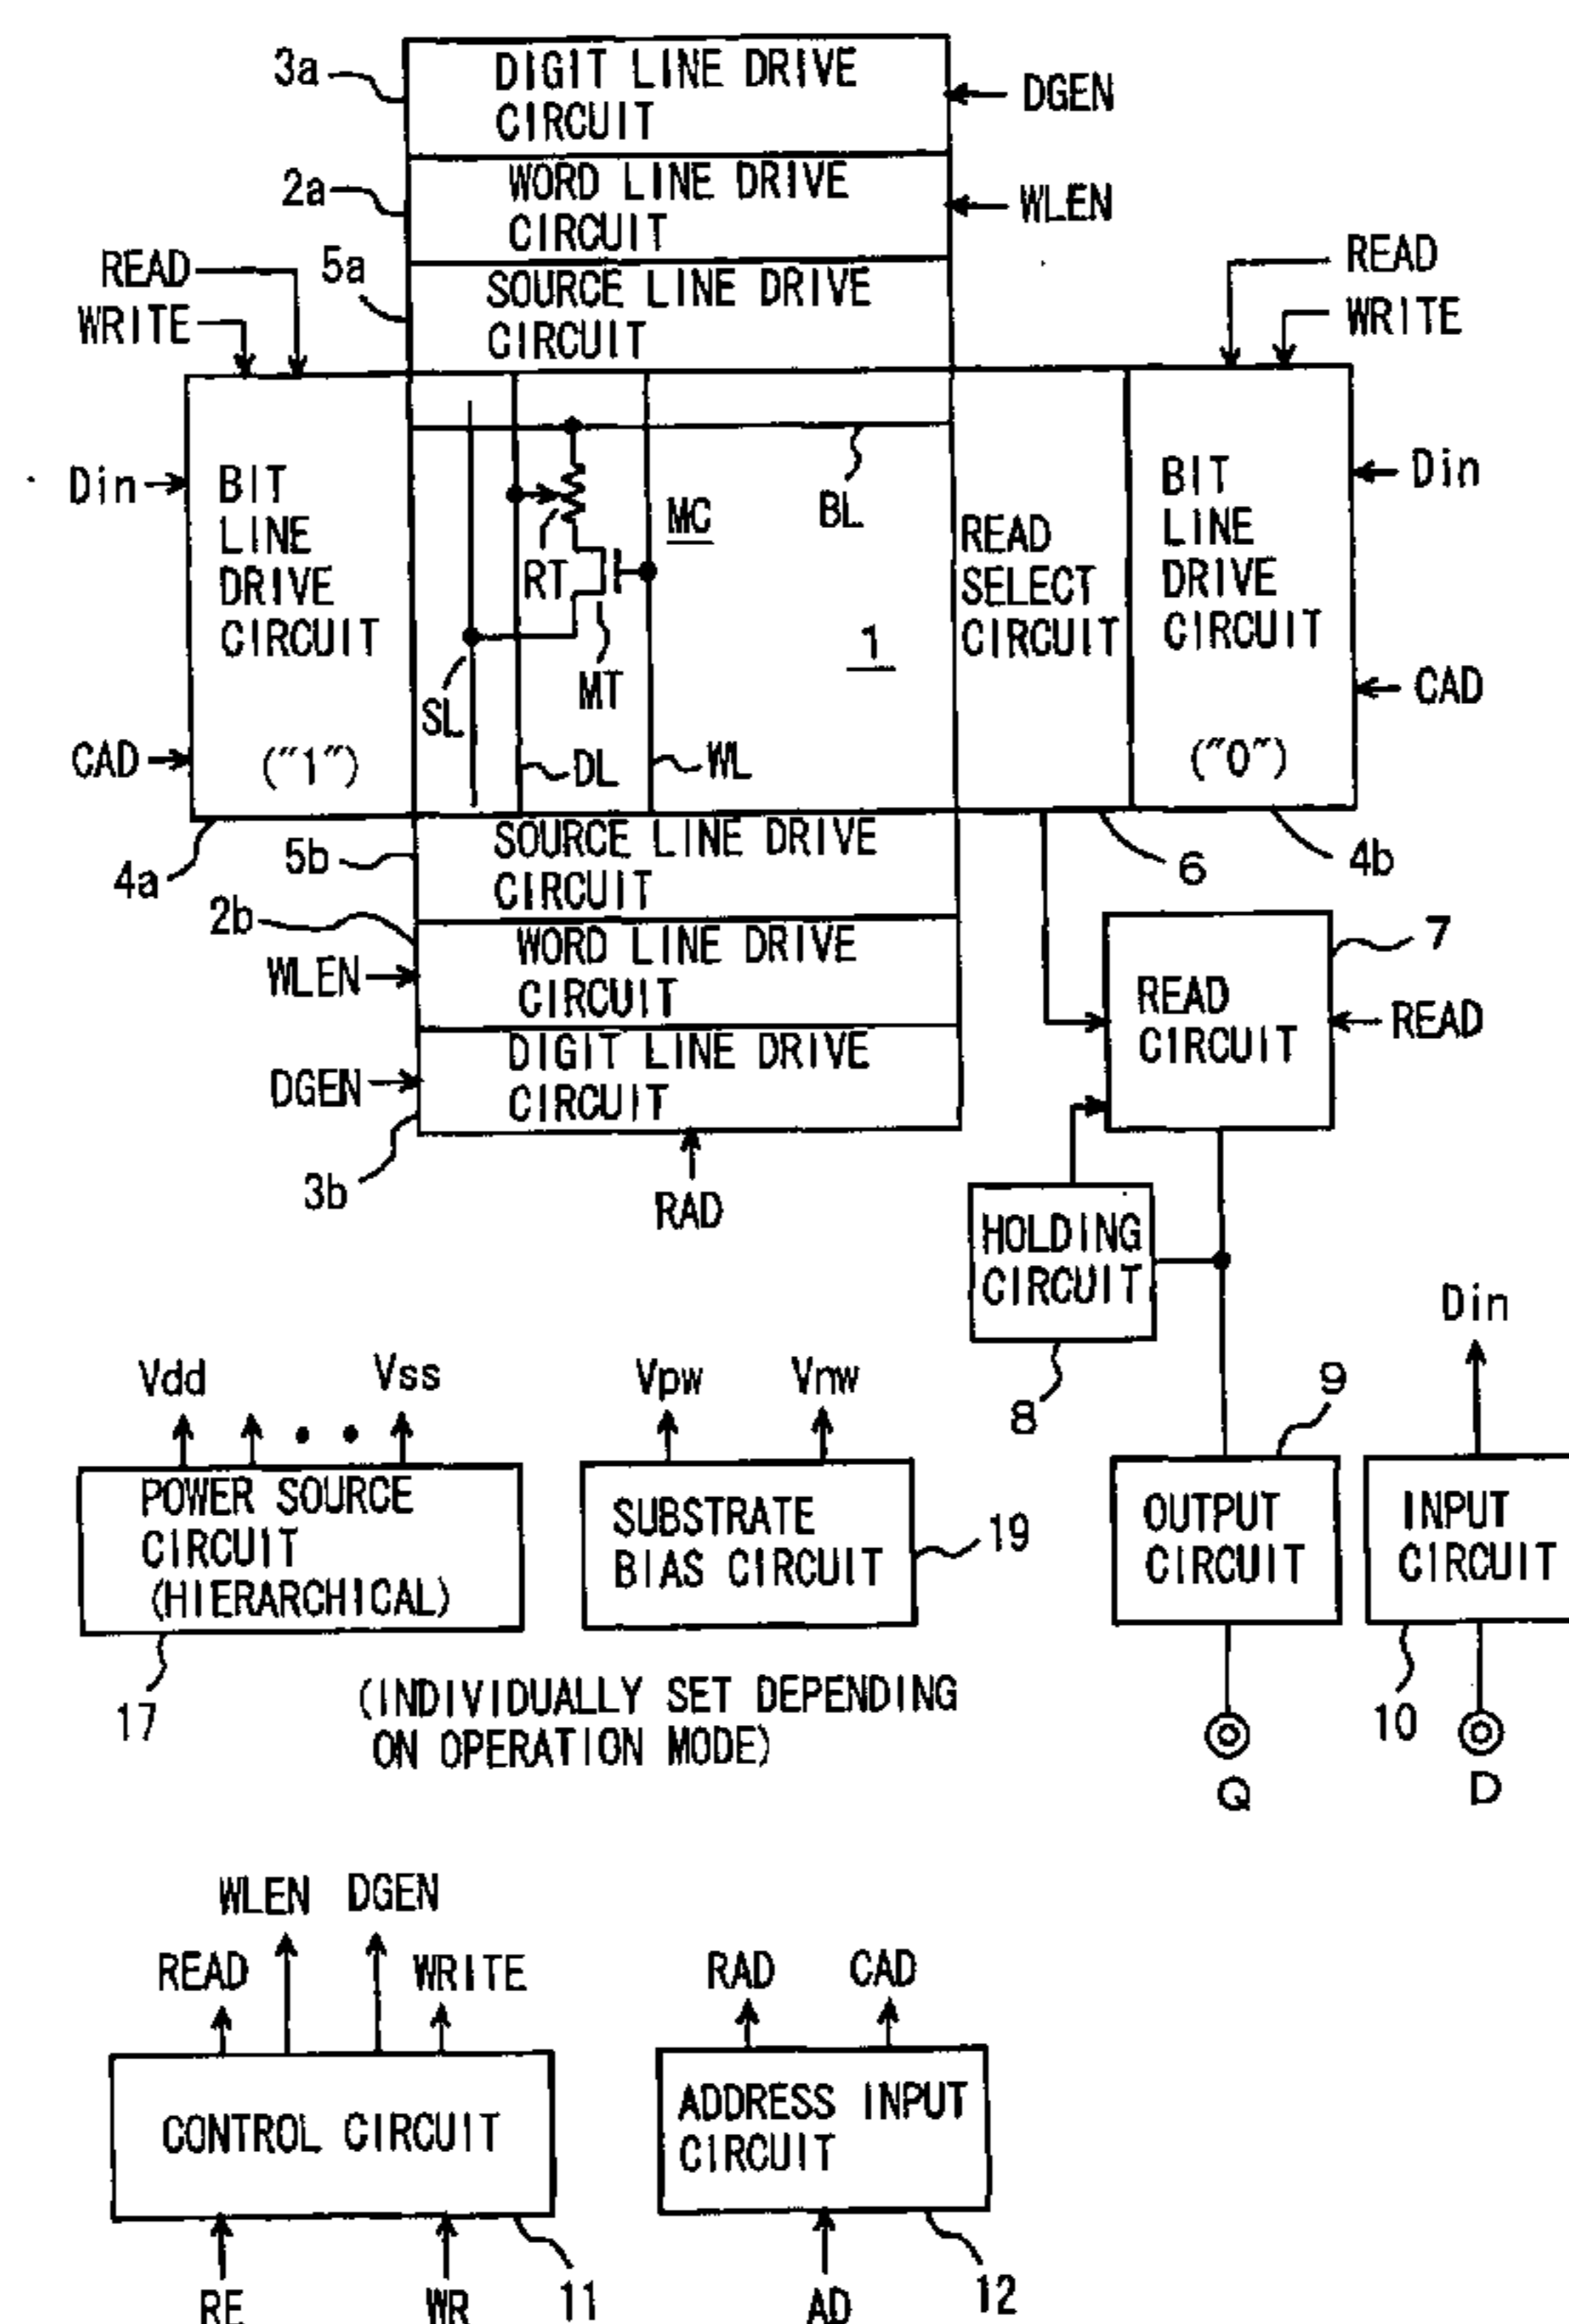 3a
DIGIT LINE DRIVE
CIRCUIT
DGEN
2a
WORD LINE DRIVE
CIRCUIT
WLEN
READ
WRITE
5a
SOURCE LINE DRIVE
CIRCUIT
READ
WRITE
Din
BIT
LINE
DRIVE
CIRCUIT
("1")
CAD
4a
MC
BL
RT
MT
SL
DL
WL
1
READ
SELECT
CIRCUIT
BIT
LINE
DRIVE
CIRCUIT
("0")
Din
CAD
6
4b
5b
SOURCE LINE DRIVE
CIRCUIT
2b
WLEN
WORD LINE DRIVE
CIRCUIT
DGEN
DIGIT LINE DRIVE
CIRCUIT
3b
RAD
READ
CIRCUIT
7
READ
HOLDING
CIRCUIT
8
Vdd
Vss
POWER SOURCE
CIRCUIT
(HIERARCHICAL)
17
Vpw
Vnw
SUBSTRATE
BIAS CIRCUIT
19
(INDIVIDUALLY SET DEPENDING
ON OPERATION MODE)
9
OUTPUT
CIRCUIT
Q
Din
INPUT
CIRCUIT
10
D
READ
WLEN
DGEN
WRITE
CONTROL CIRCUIT
RE
WR
11
RAD
CAD
ADDRESS INPUT
CIRCUIT
AD
12